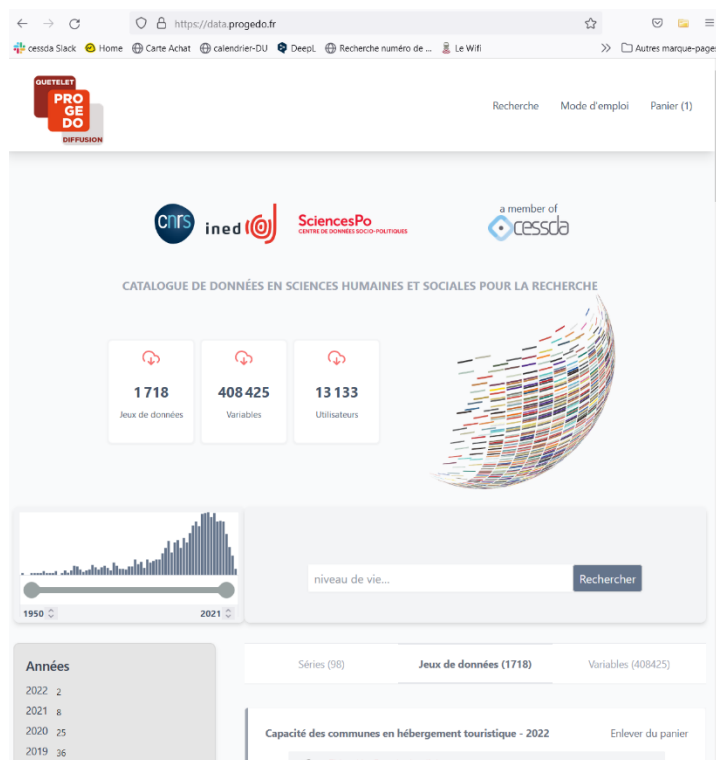 https://data.progedo.fr
cessda Slack Home Carte Achat calendrier-DU DeepL Recherche numéro de ... Le Wifi Autres marque-pages
QUETELET
PRO
GE
DO
DIFFUSION
Recherche Mode d'emploi Panier (1)
cnrs
ined
SciencesPo
CENTRE DE DONNÉES SOCIO-POLITIQUES
a member of
cessda
CATALOGUE DE DONNÉES EN SCIENCES HUMAINES ET SOCIALES POUR LA RECHERCHE
1 718 408 425 13 133
Jeux de données Variables Utilisateurs
niveau de vie... Rechercher
1950 2021
Années
Séries (98) Jeux de données (1718) Variables (408425)
2022 2
2021 8
2020 25
2019 36
Capacité des communes en hébergement touristique - 2022 Enlever du panier